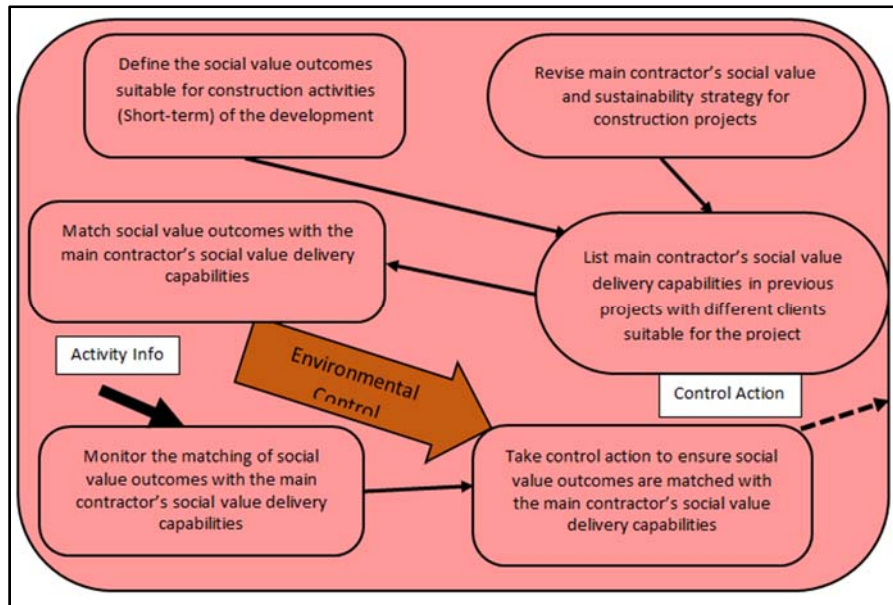 Define the social value outcomes
suitable for construction activities
(Short-term) of the development
Revise main contractor's social value
and sustainability strategy for
construction projects
Match social value outcomes with the
main contractor's social value delivery
capabilities
List main contractor's social value
delivery capabilities in previous
projects with different clients
suitable for the project
Activity Info
Environmental
Control
Control Action
Monitor the matching of social
value outcomes with the main
contractor's social value delivery
capabilities
Take control action to ensure social
value outcomes are matched with
the main contractor's social value
delivery capabilities